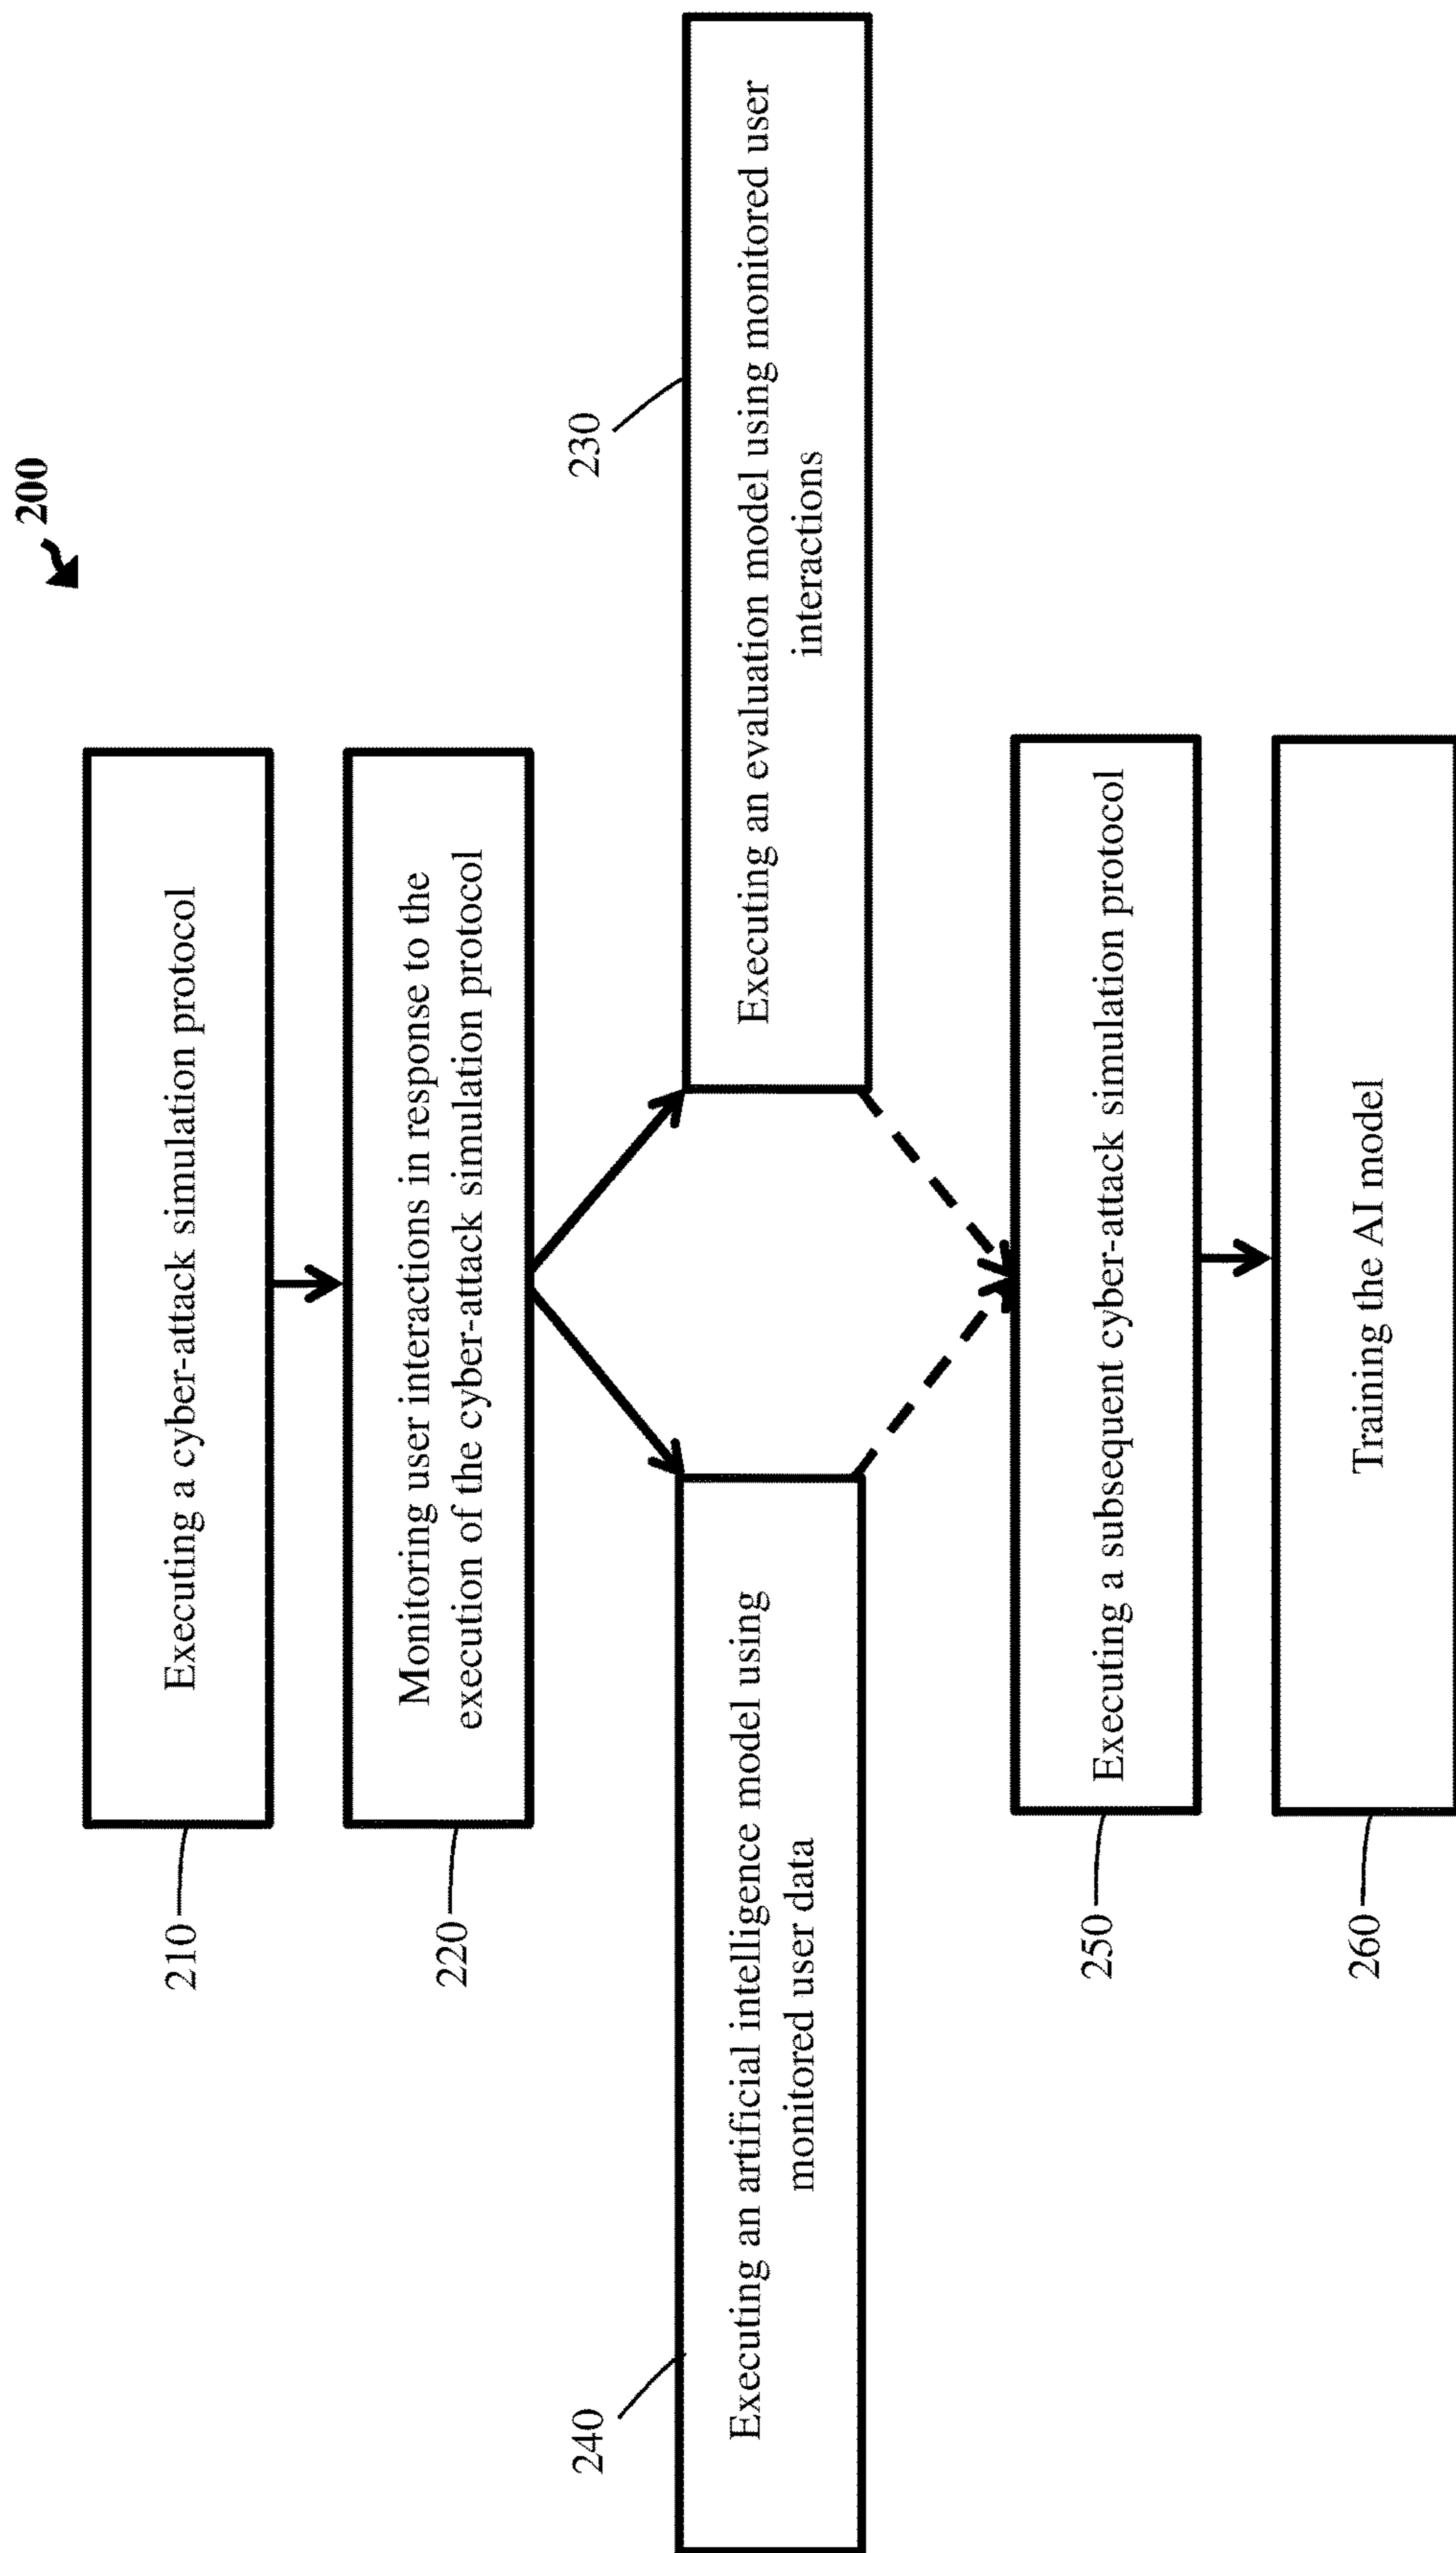 200
210
Executing a cyber-attack simulation protocol
220
Monitoring user interactions in response to the
execution of the cyber-attack simulation protocol
240
Executing an artificial intelligence model using
monitored user data
230
Executing an evaluation model using monitored user
interactions
250
Executing a subsequent cyber-attack simulation protocol
260
Training the AI model